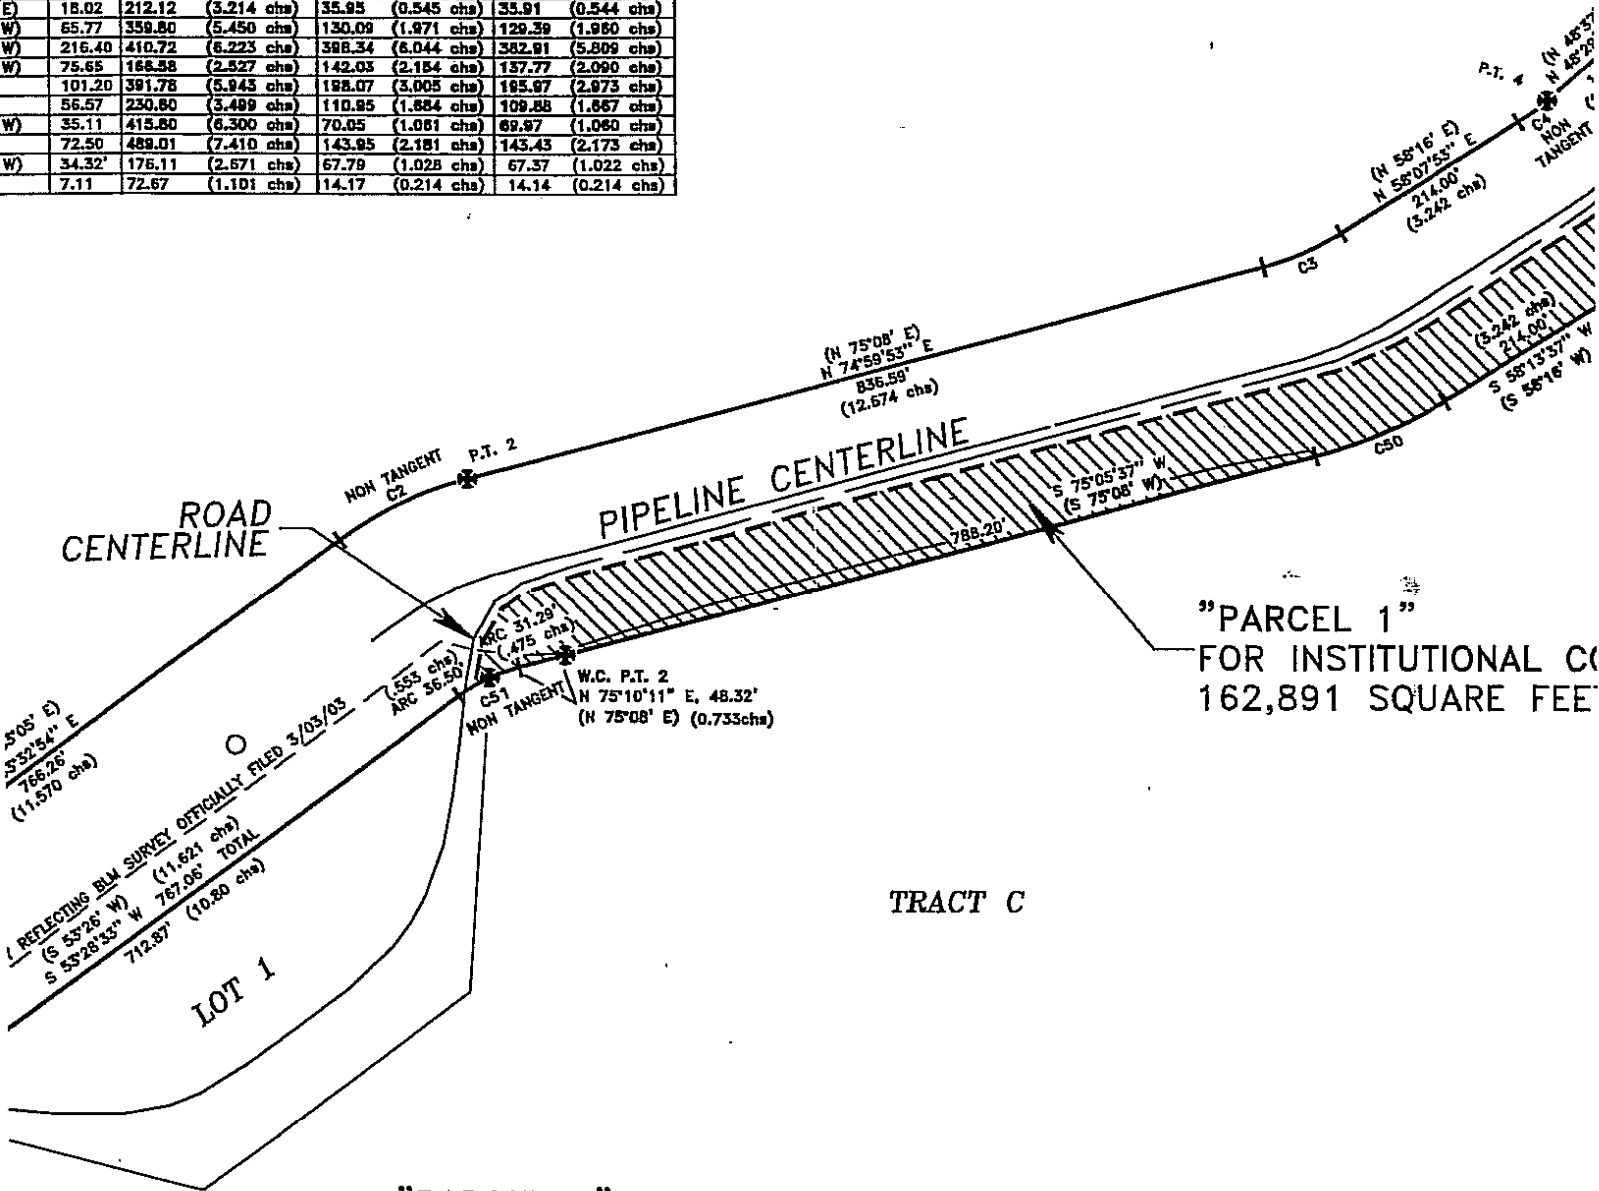 E) 18.02 212.12 (3.214 chs) 35.95 (0.545 chs) 35.91 (0.544 chs)
W) 65.77 359.80 (5.450 chs) 130.09 (1.971 chs) 129.39 (1.960 chs)
W) 216.40 410.72 (6.223 chs) 398.34 (6.044 chs) 382.91 (5.809 chs)
W) 75.65 166.58 (2.527 chs) 142.03 (2.154 chs) 137.77 (2.090 chs)
101.20 391.78 (5.943 chs) 198.07 (3.005 chs) 195.97 (2.973 chs)
56.57 230.60 (3.499 chs) 110.95 (1.684 chs) 109.88 (1.667 chs)
W) 35.11 415.80 (6.300 chs) 70.05 (1.061 chs) 69.97 (1.060 chs)
72.50 489.01 (7.410 chs) 143.95 (2.181 chs) 143.43 (2.173 chs)
W) 34.32' 176.11 (2.671 chs) 67.79 (1.028 chs) 67.37 (1.022 chs)
7.11 72.67 (1.101 chs) 14.17 (0.214 chs) 14.14 (0.214 chs)
P.T. 4
C4
NON
TANGENT
(N 58°16' E)
N 58°07'53" E
214.00'
(3.242 chs)
C3
(N 75°08' E)
N 74°59'53" E
836.59'
(12.674 chs)
(3.242 chs)
214.00'
S 58°13'37" W
(S 58°16' W)
C50
NON TANGENT
C2
P.T. 2
ROAD
CENTERLINE
PIPELINE CENTERLINE
S 75°05'37" W
(S 75°08' W)
788.20'
"PARCEL 1"
FOR INSTITUTIONAL
162,891 SQUARE
ARC 31.29'
(.475 chs)
(.553 chs)
ARC 36.50'
C51
NON TANGENT
W.C. P.T. 2
N 75°10'11" E, 48.32'
(N 75°08' E) (0.733chs)
766.26'
(11.570 chs)
REFLECTING BLM SURVEY OFFICIALLY FILED 3/03/03
(S 53°26' W) (11.621 chs)
S 53°28'33" W 767.06' TOTAL
712.87' (10.80 chs)
LOT 1
TRACT C